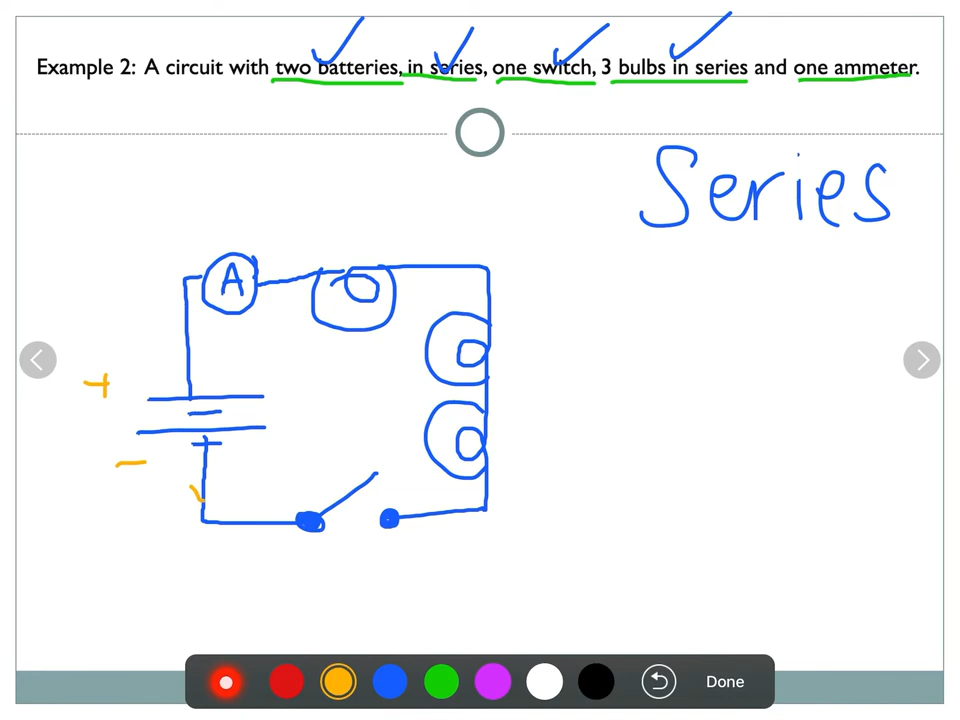 Example 2: A circuit with two batteries, in series, one switch, 3 bulbs in series and one ammeter.
Series
A
+
−
Done